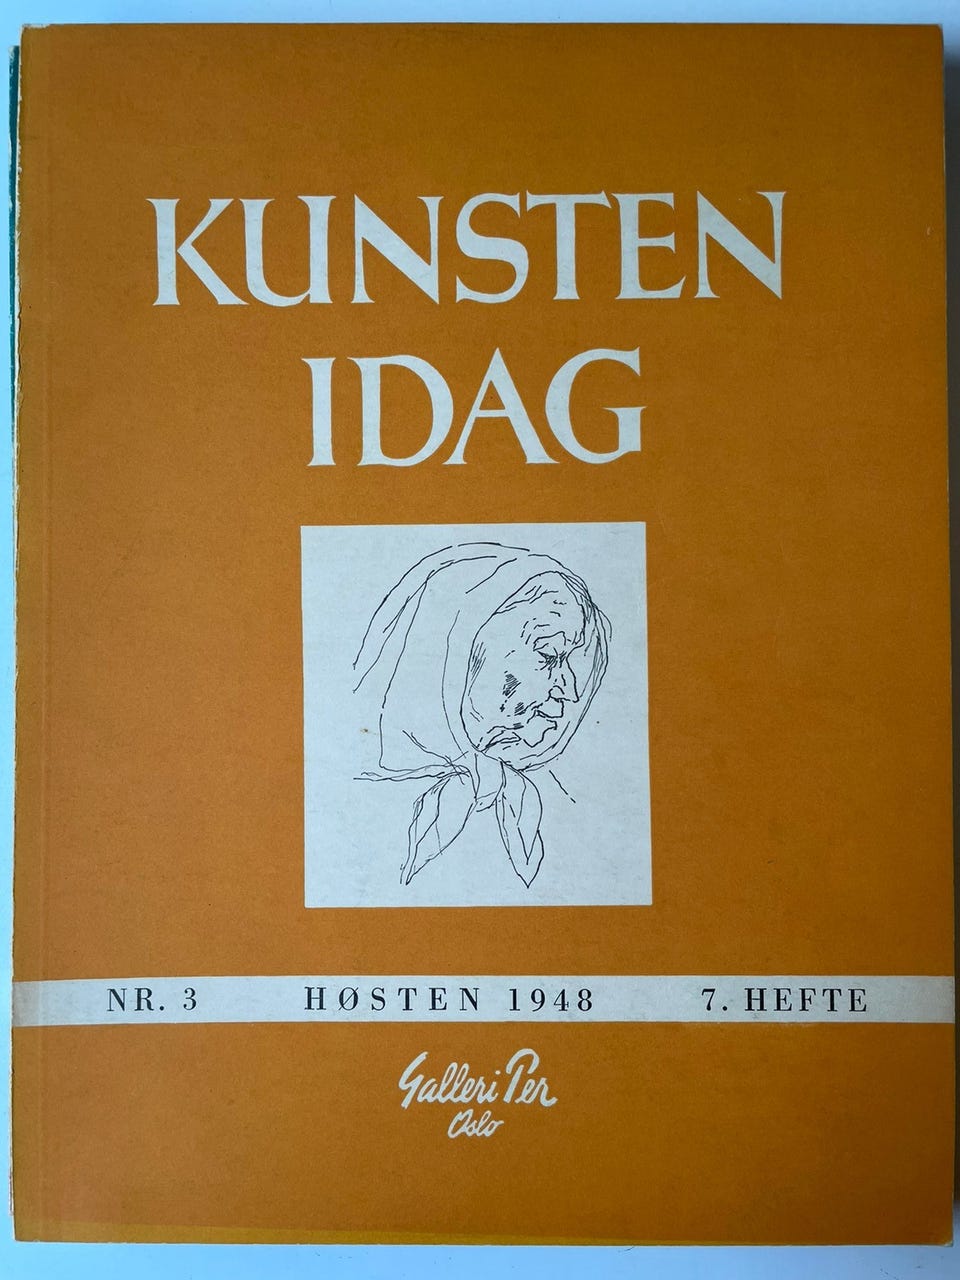 KUNSTEN
IDAG
NR. 3 HØSTEN 1948 7. HEFTE
Galleri Per
Oslo